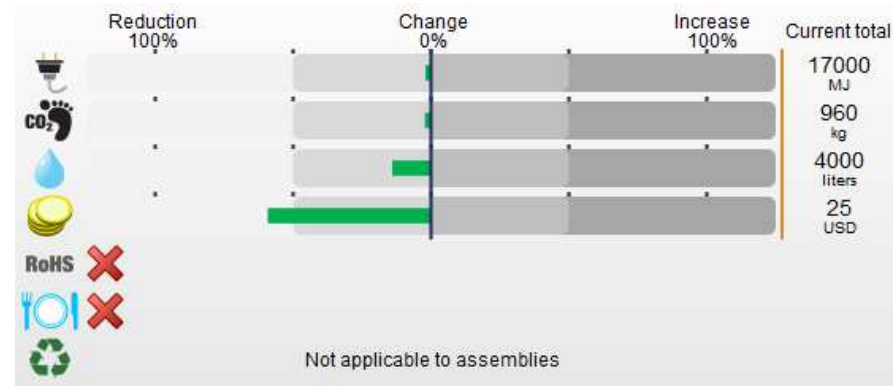 Reduction
100%
Change
0%
Increase
100%
Current total
17000
MJ
CO2
960
kg
4000
liters
25
USD
RoHS
Not applicable to assemblies